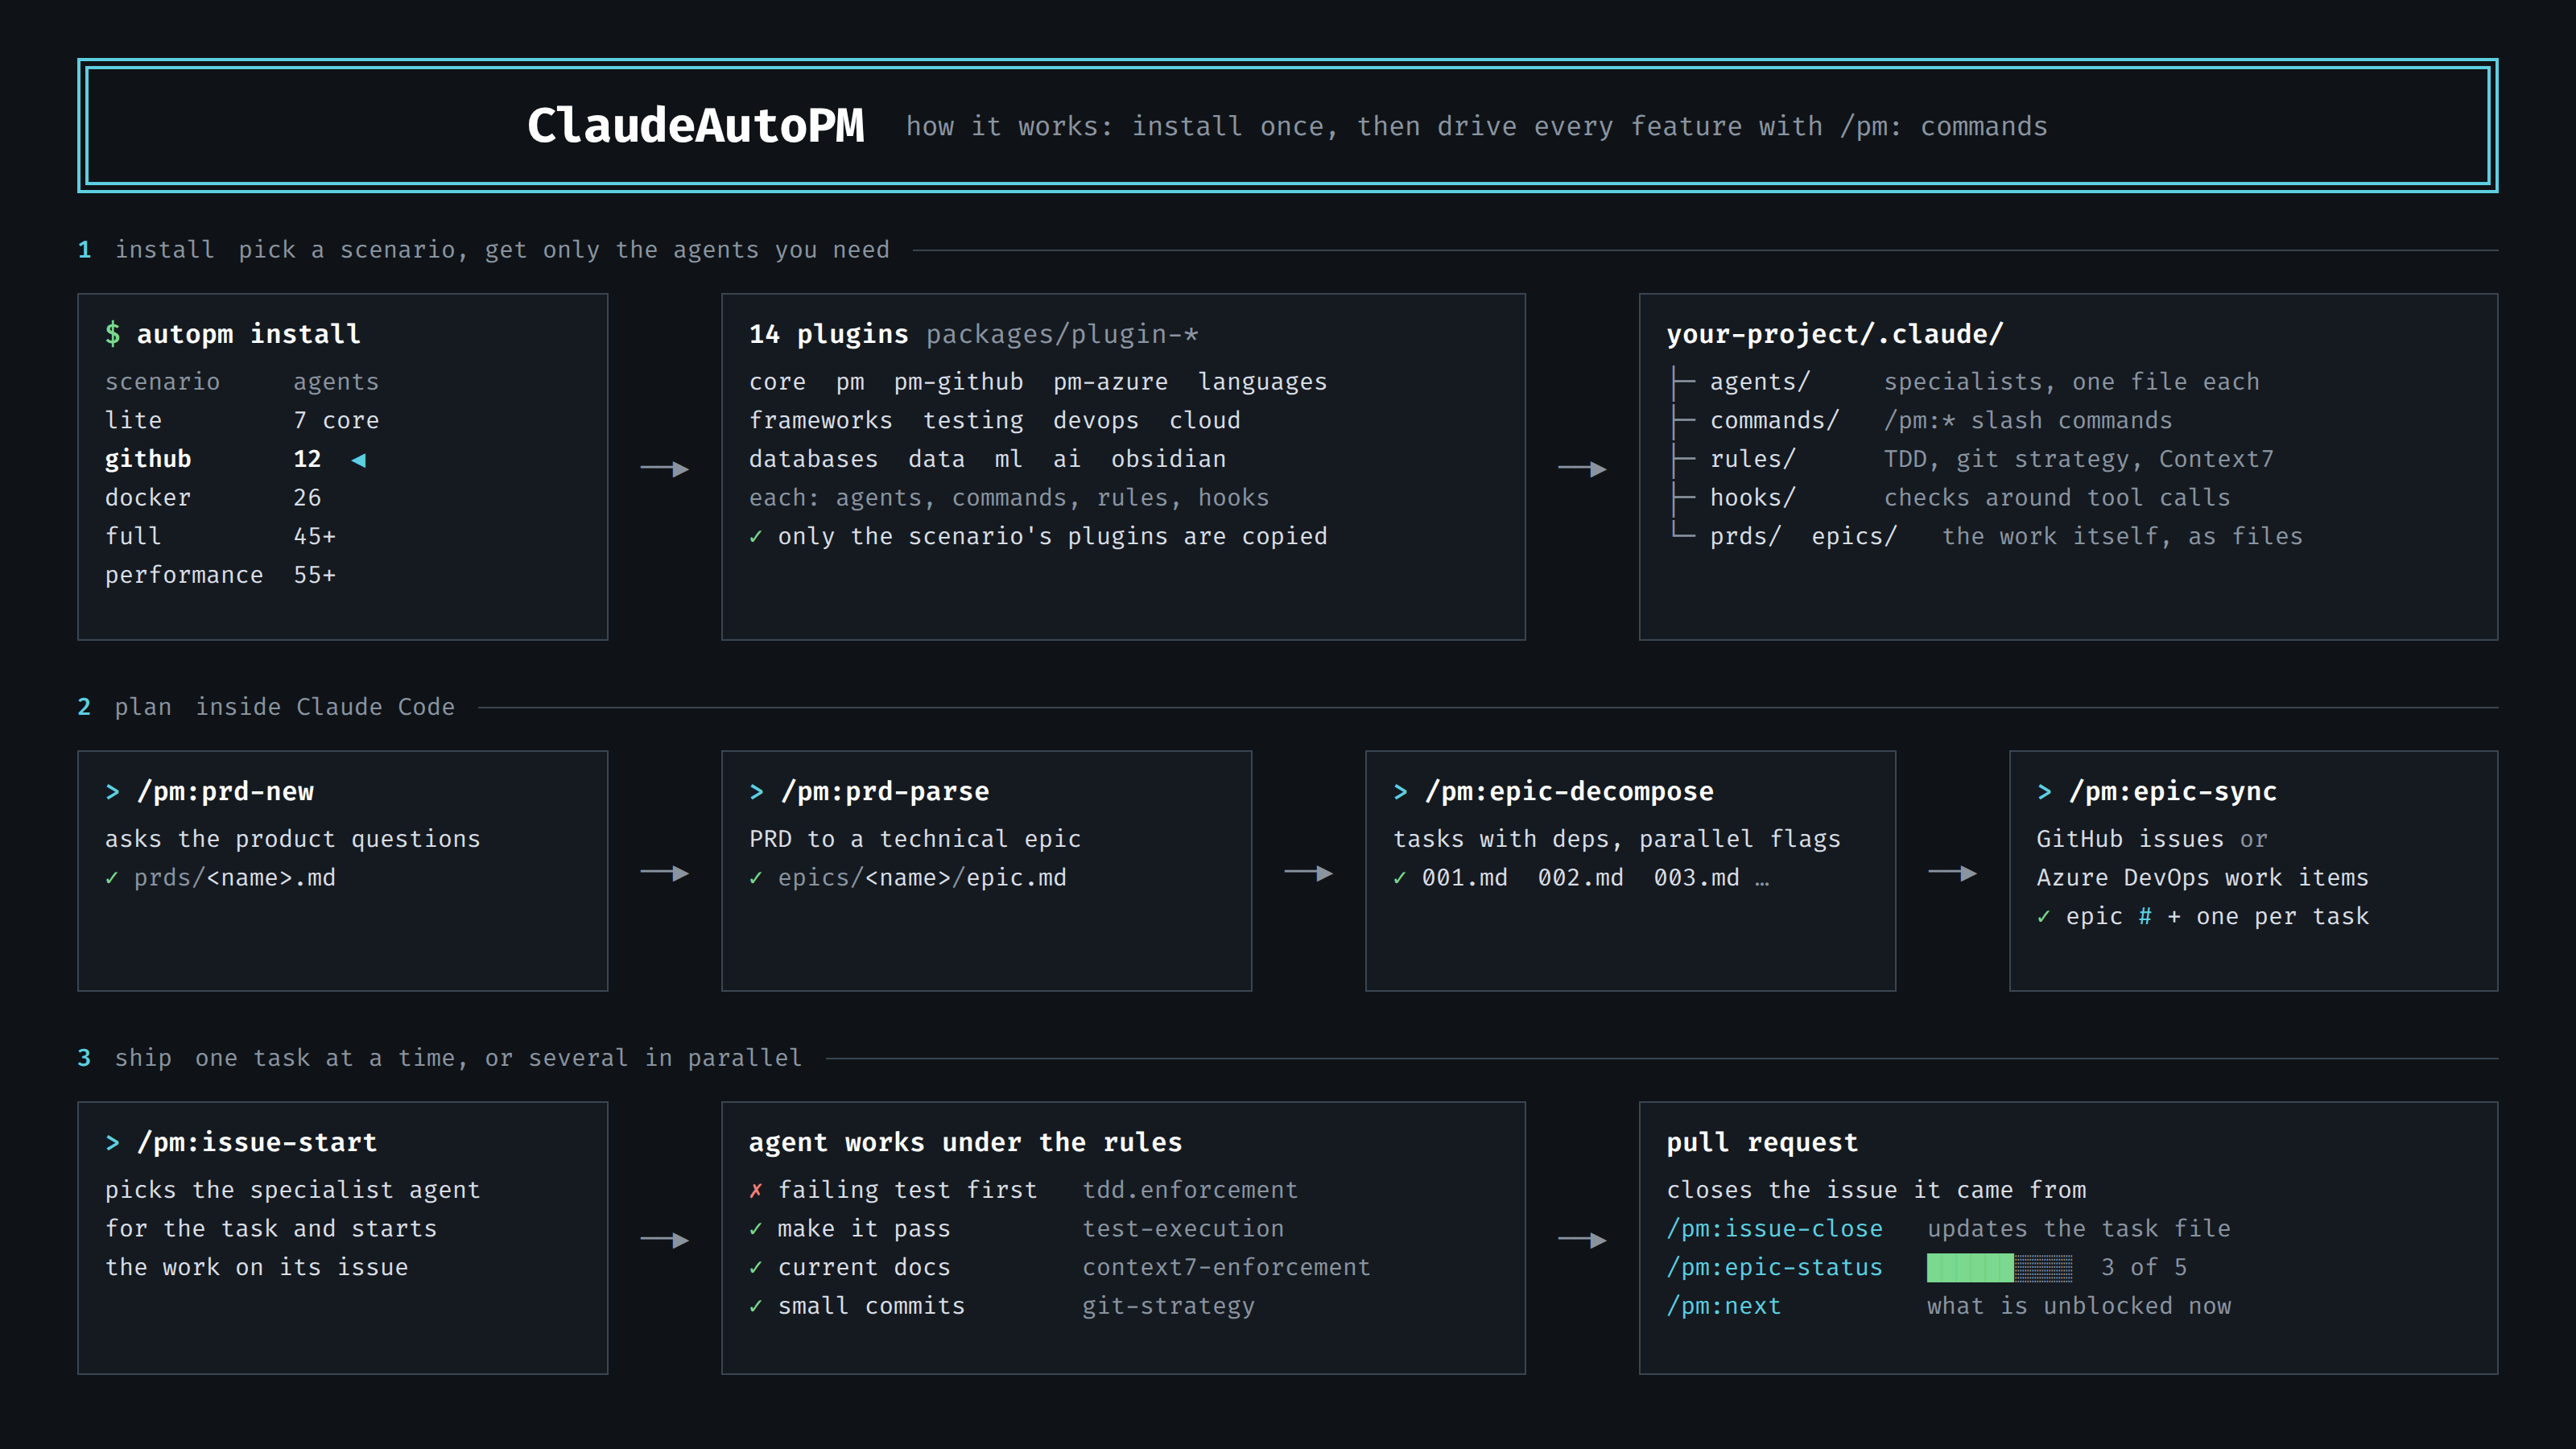 ClaudeAutoPM how it works: install once, then drive every feature with /pm: commands
1 install pick a scenario, get only the agents you need
$ autopm install
scenario agents
lite 7 core
github 12 ◀
docker 26
full 45+
performance 55+
14 plugins packages/plugin-*
core pm pm-github pm-azure languages
frameworks testing devops cloud
databases data ml ai obsidian
each: agents, commands, rules, hooks
✓ only the scenario's plugins are copied
your-project/.claude/
├─ agents/ specialists, one file each
├─ commands/ /pm:* slash commands
├─ rules/ TDD, git strategy, Context7
├─ hooks/ checks around tool calls
└─ prds/ epics/ the work itself, as files
2 plan inside Claude Code
> /pm:prd-new
asks the product questions
✓ prds/<name>.md
> /pm:prd-parse
PRD to a technical epic
✓ epics/<name>/epic.md
> /pm:epic-decompose
tasks with deps, parallel flags
✓ 001.md 002.md 003.md …
> /pm:epic-sync
GitHub issues or
Azure DevOps work items
✓ epic # + one per task
3 ship one task at a time, or several in parallel
> /pm:issue-start
picks the specialist agent
for the task and starts
the work on its issue
agent works under the rules
✗ failing test first tdd.enforcement
✓ make it pass test-execution
✓ current docs context7-enforcement
✓ small commits git-strategy
pull request
closes the issue it came from
/pm:issue-close updates the task file
/pm:epic-status ██████▒▒▒▒ 3 of 5
/pm:next what is unblocked now